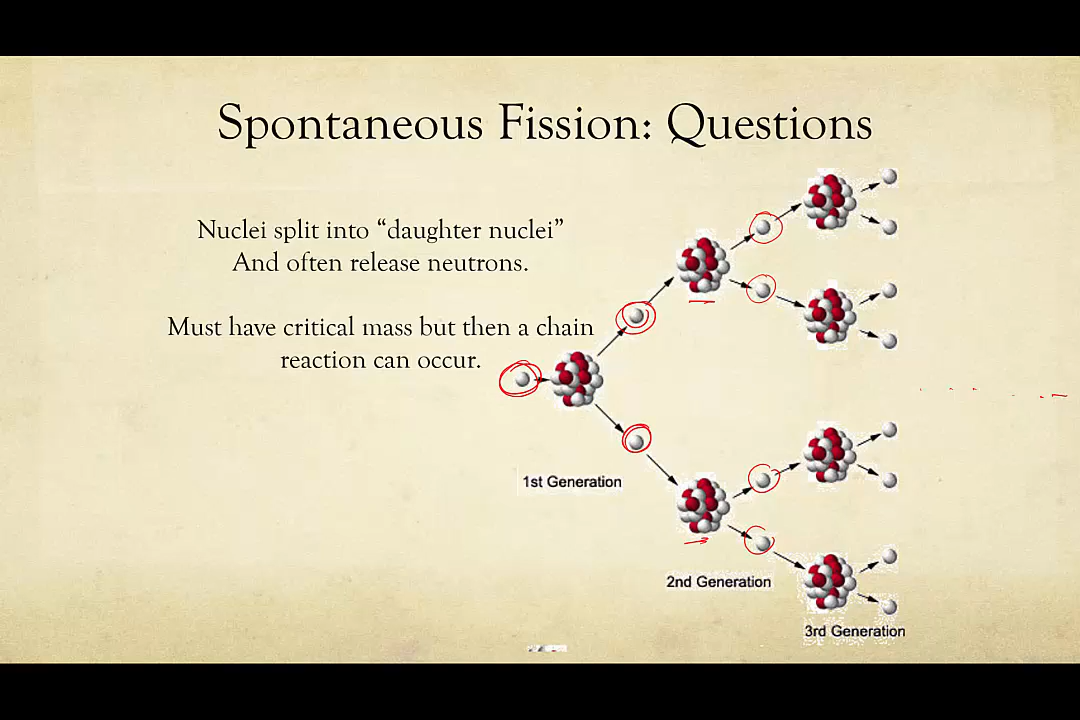 Spontaneous Fission: Questions
Nuclei split into “daughter nuclei”
And often release neutrons.
Must have critical mass but then a chain
reaction can occur.
1st Generation
2nd Generation
3rd Generation